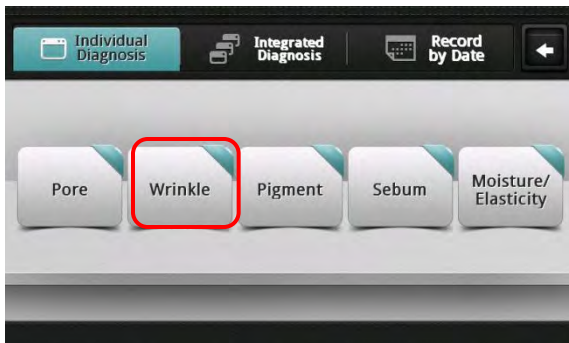 Individual
Diagnosis
Integrated
Diagnosis
Record
by Date
Pore
Wrinkle
Pigment
Sebum
Moisture/
Elasticity